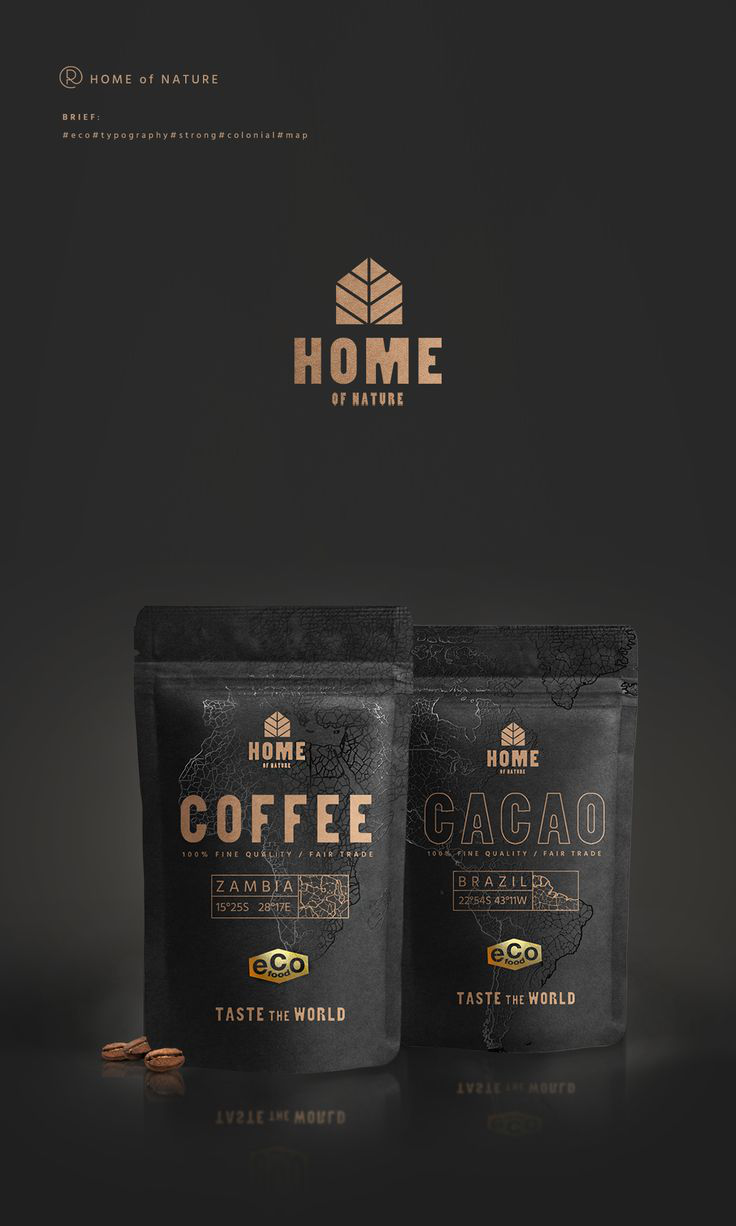 R HOME of NATURE
BRIEF:
#eco#typography#strong#colonial#map
HOME
OF NATURE
HOME
OF NATURE
COFFEE
100% FINE QUALITY / FAIR TRADE
ZAMBIA
15°25S 28°17E
eco
food
TASTE THE WORLD
HOME
OF NATURE
CACAO
100% FINE QUALITY / FAIR TRADE
BRAZIL
22°54S 43°11W
eco
food
TASTE THE WORLD